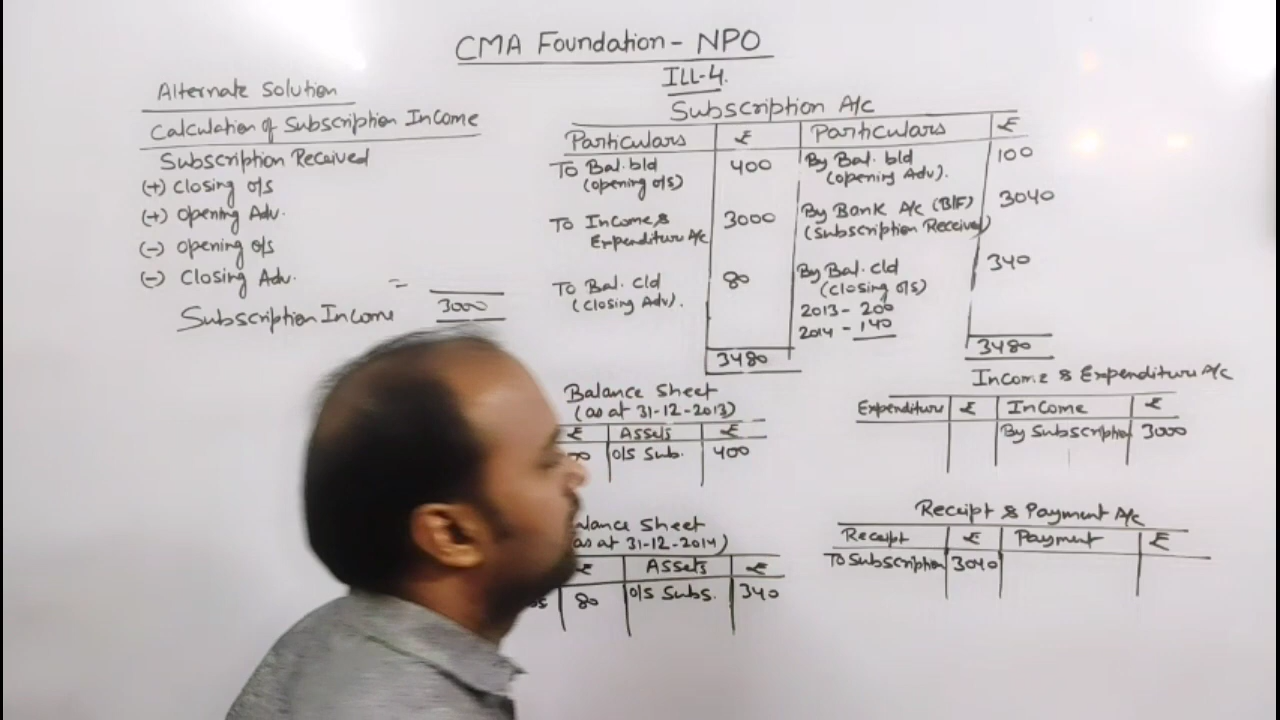 CMA Foundation - NPO
ILL-4.
Alternate Solution
Calculation of Subscription Income
Subscription Received
(+) Closing o/s
(+) Opening Adv.
(-) Opening o/s
(-) Closing Adv.
=
Subscription Income 3000
Subscription A/c
Particulars ₹ Particulars ₹
To Bal. b/d 400 By Bal. b/d 100
(opening o/s) (opening Adv).
To Income & 3000 By Bank A/c (B/F) 3040
Expenditure A/c (Subscription Received)
To Bal. c/d 80 By Bal. c/d 340
(Closing Adv). (Closing o/s)
2013 - 200
2014 - 140
3480 3480
Balance Sheet
(as at 31-12-2013)
₹ Assets ₹
o/s Sub. 400
Income & Expenditure A/c
Expenditure ₹ Income ₹
By Subscription 3000
alance Sheet
as at 31-12-2014)
₹ Assets ₹
80 o/s Subs. 340
Receipt & Payment A/c
Receipt ₹ Payment ₹
To Subscription 3040